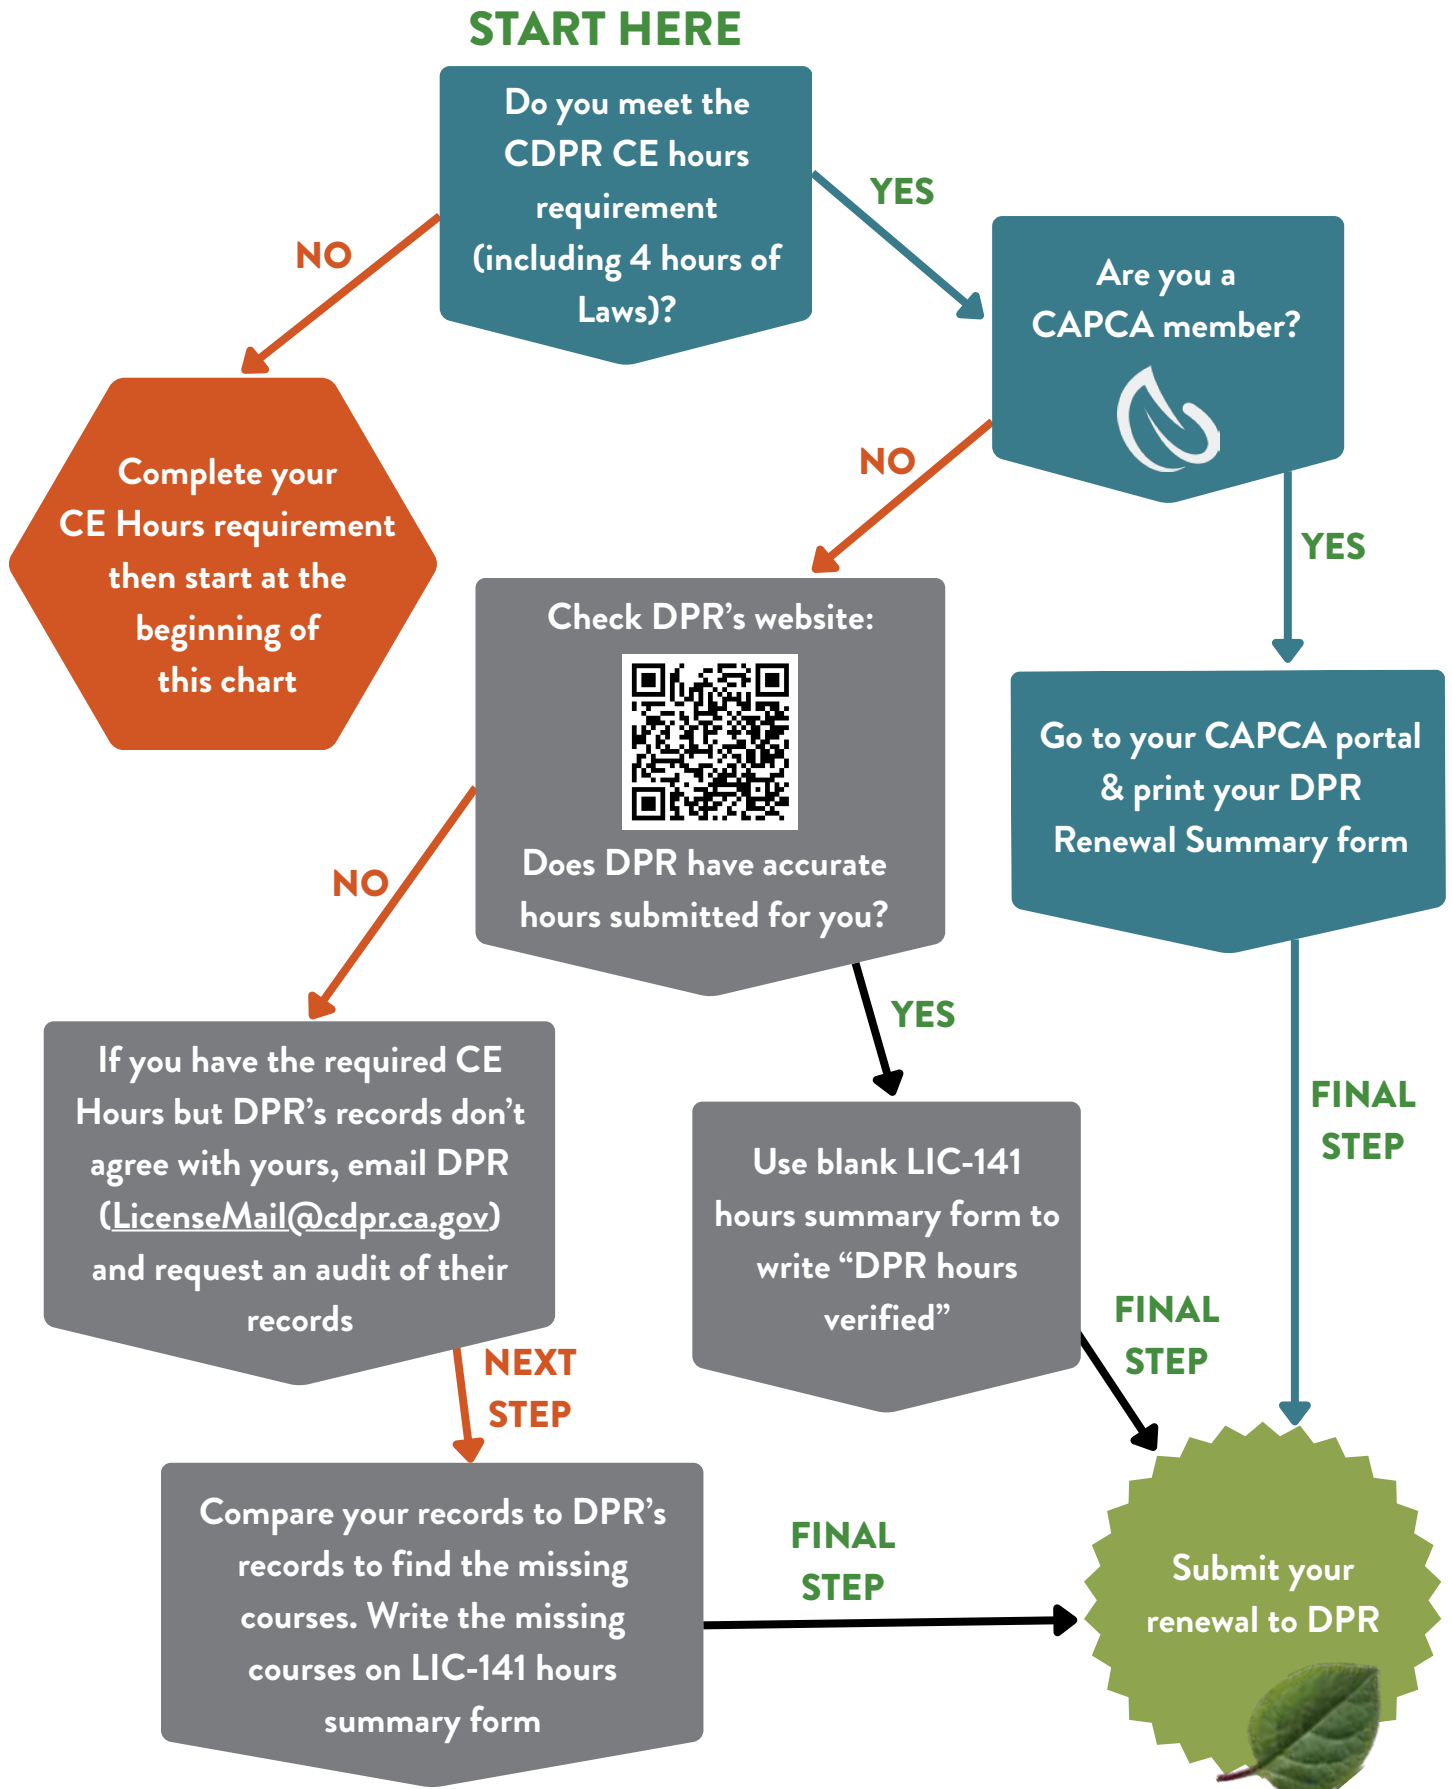 START HERE
Do you meet the
CDPR CE hours
requirement
(including 4 hours of
Laws)?
YES
NO
Are you a
CAPCA member?
Complete your
CE Hours requirement
then start at the
beginning of
this chart
NO
YES
Check DPR’s website:
Does DPR have accurate
hours submitted for you?
Go to your CAPCA portal
& print your DPR
Renewal Summary form
NO
YES
If you have the required CE
Hours but DPR’s records don’t
agree with yours, email DPR
(LicenseMail@cdpr.ca.gov)
and request an audit of their
records
Use blank LIC-141
hours summary form to
write “DPR hours
verified”
FINAL
STEP
FINAL
STEP
NEXT
STEP
Compare your records to DPR’s
records to find the missing
courses. Write the missing
courses on LIC-141 hours
summary form
FINAL
STEP
Submit your
renewal to DPR